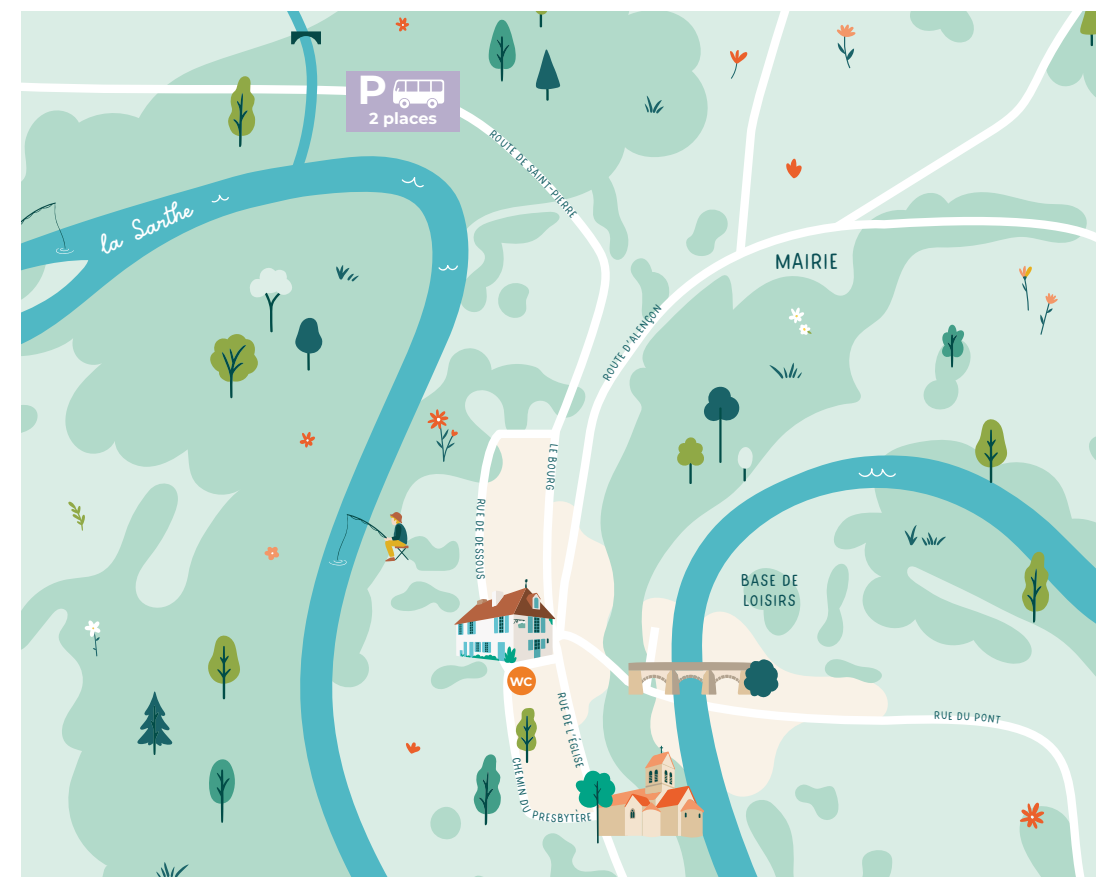 P
2 places
ROUTE DE SAINT-PIERRE
la Sarthe
MAIRIE
ROUTE D'ALENÇON
LE BOURG
RUE DE DESSOUS
BASE DE
LOISIRS
WC
RUE DE L'ÉGLISE
RUE DU PONT
CHEMIN DU PRESBYTÈRE